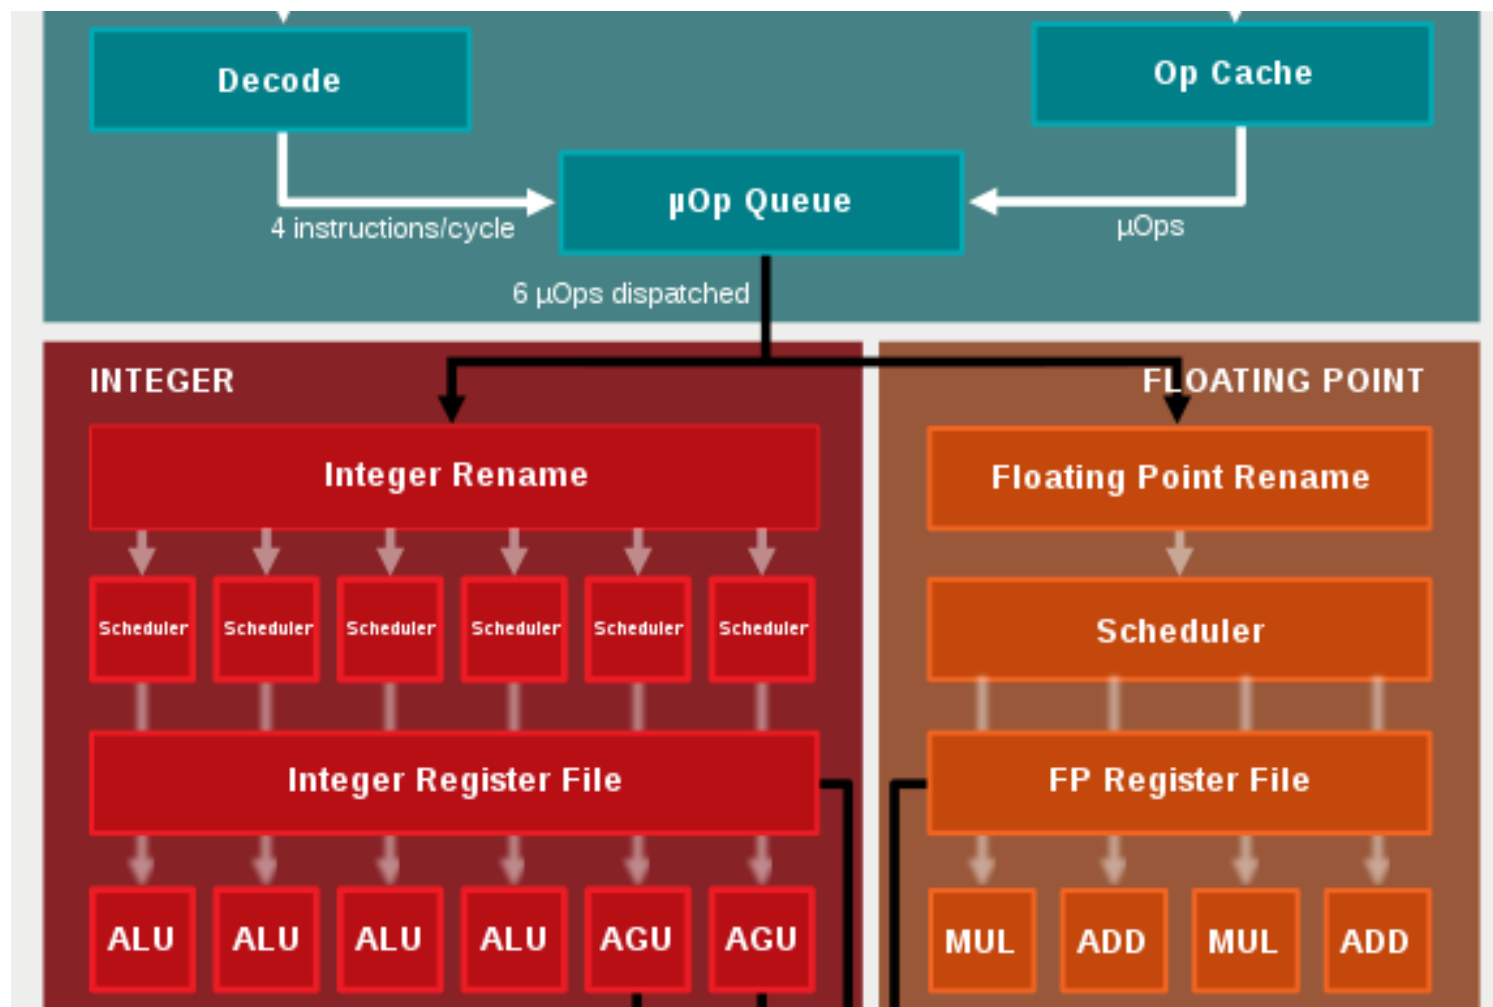 Decode
Op Cache
µOp Queue
4 instructions/cycle
µOps
6 µOps dispatched
INTEGER
FLOATING POINT
Integer Rename
Floating Point Rename
Scheduler Scheduler Scheduler Scheduler Scheduler Scheduler
Scheduler
Integer Register File
FP Register File
ALU ALU ALU ALU AGU AGU
MUL ADD MUL ADD